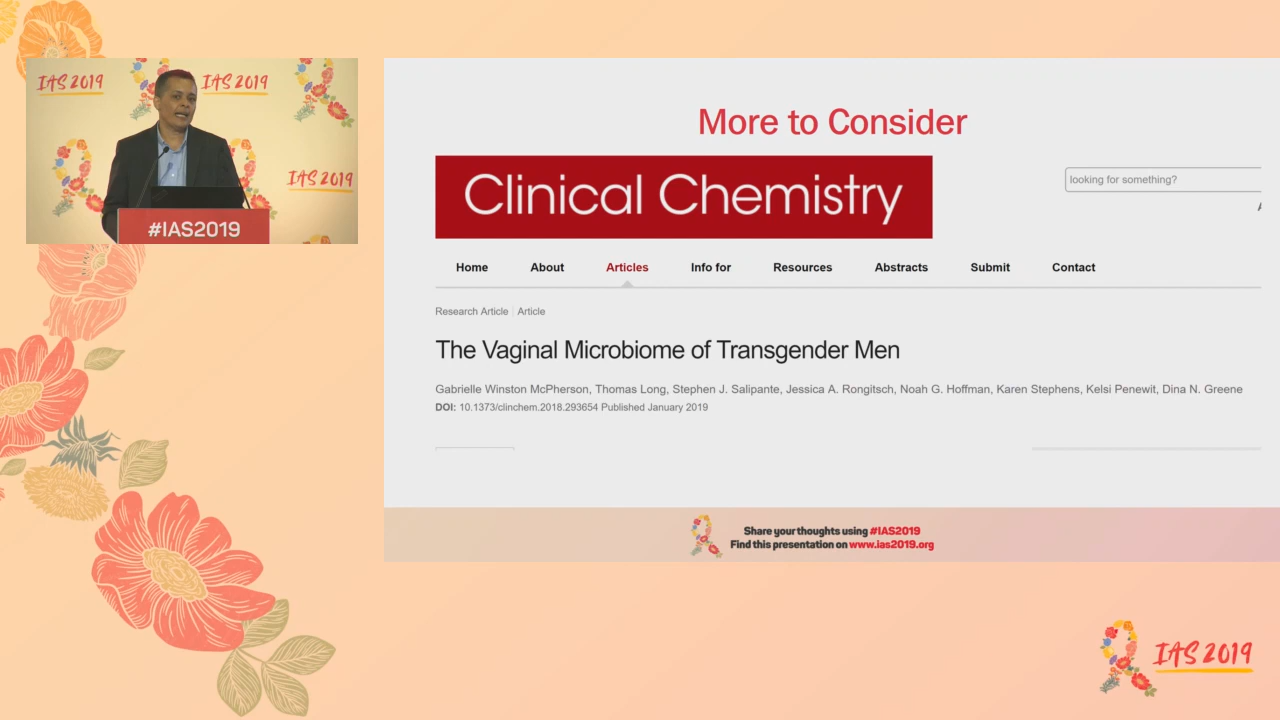 IAS 2019
IAS 2019
IAS 2019
#IAS2019
More to Consider
Clinical Chemistry
looking for something?
Home About Articles Info for Resources Abstracts Submit Contact
Research Article Article
The Vaginal Microbiome of Transgender Men
Gabrielle Winston McPherson, Thomas Long, Stephen J. Salipante, Jessica A. Rongitsch, Noah G. Hoffman, Karen Stephens, Kelsi Penewit, Dina N. Greene
DOI: 10.1373/clinchem.2018.293654 Published January 2019
Share your thoughts using #IAS2019
Find this presentation on www.ias2019.org
IAS 2019